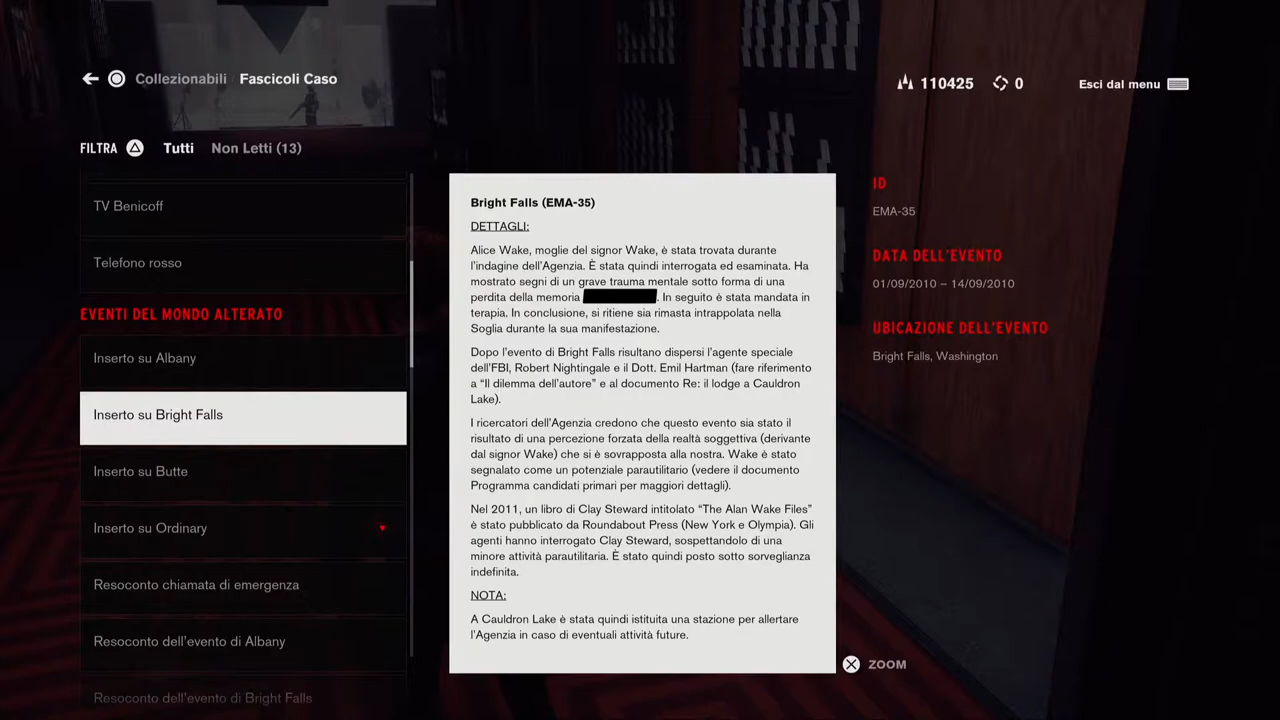 Collezionabili Fascicoli Caso
110425 0 Esci dal menu
FILTRA Tutti Non Letti (13)
TV Benicoff
Telefono rosso
EVENTI DEL MONDO ALTERATO
Inserto su Albany
Inserto su Bright Falls
Inserto su Butte
Inserto su Ordinary
Resoconto chiamata di emergenza
Resoconto dell'evento di Albany
Resoconto dell'evento di Bright Falls
Bright Falls (EMA-35)
DETTAGLI:
Alice Wake, moglie del signor Wake, è stata trovata durante
l'indagine dell'Agenzia. È stata quindi interrogata ed esaminata. Ha
mostrato segni di un grave trauma mentale sotto forma di una
perdita della memoria . In seguito è stata mandata in
terapia. In conclusione, si ritiene sia rimasta intrappolata nella
Soglia durante la sua manifestazione.
Dopo l'evento di Bright Falls risultano dispersi l'agente speciale
dell'FBI, Robert Nightingale e il Dott. Emil Hartman (fare riferimento
a "Il dilemma dell'autore" e al documento Re: il lodge a Cauldron
Lake).
I ricercatori dell'Agenzia credono che questo evento sia stato il
risultato di una percezione forzata della realtà soggettiva (derivante
dal signor Wake) che si è sovrapposta alla nostra. Wake è stato
segnalato come un potenziale parautilitario (vedere il documento
Programma candidati primari per maggiori dettagli).
Nel 2011, un libro di Clay Steward intitolato "The Alan Wake Files"
è stato pubblicato da Roundabout Press (New York e Olympia). Gli
agenti hanno interrogato Clay Steward, sospettandolo di una
minore attività parautilitaria. È stato quindi posto sotto sorveglianza
indefinita.
NOTA:
A Cauldron Lake è stata quindi istituita una stazione per allertare
l'Agenzia in caso di eventuali attività future.
ID
EMA-35
DATA DELL'EVENTO
01/09/2010 – 14/09/2010
UBICAZIONE DELL'EVENTO
Bright Falls, Washington
ZOOM